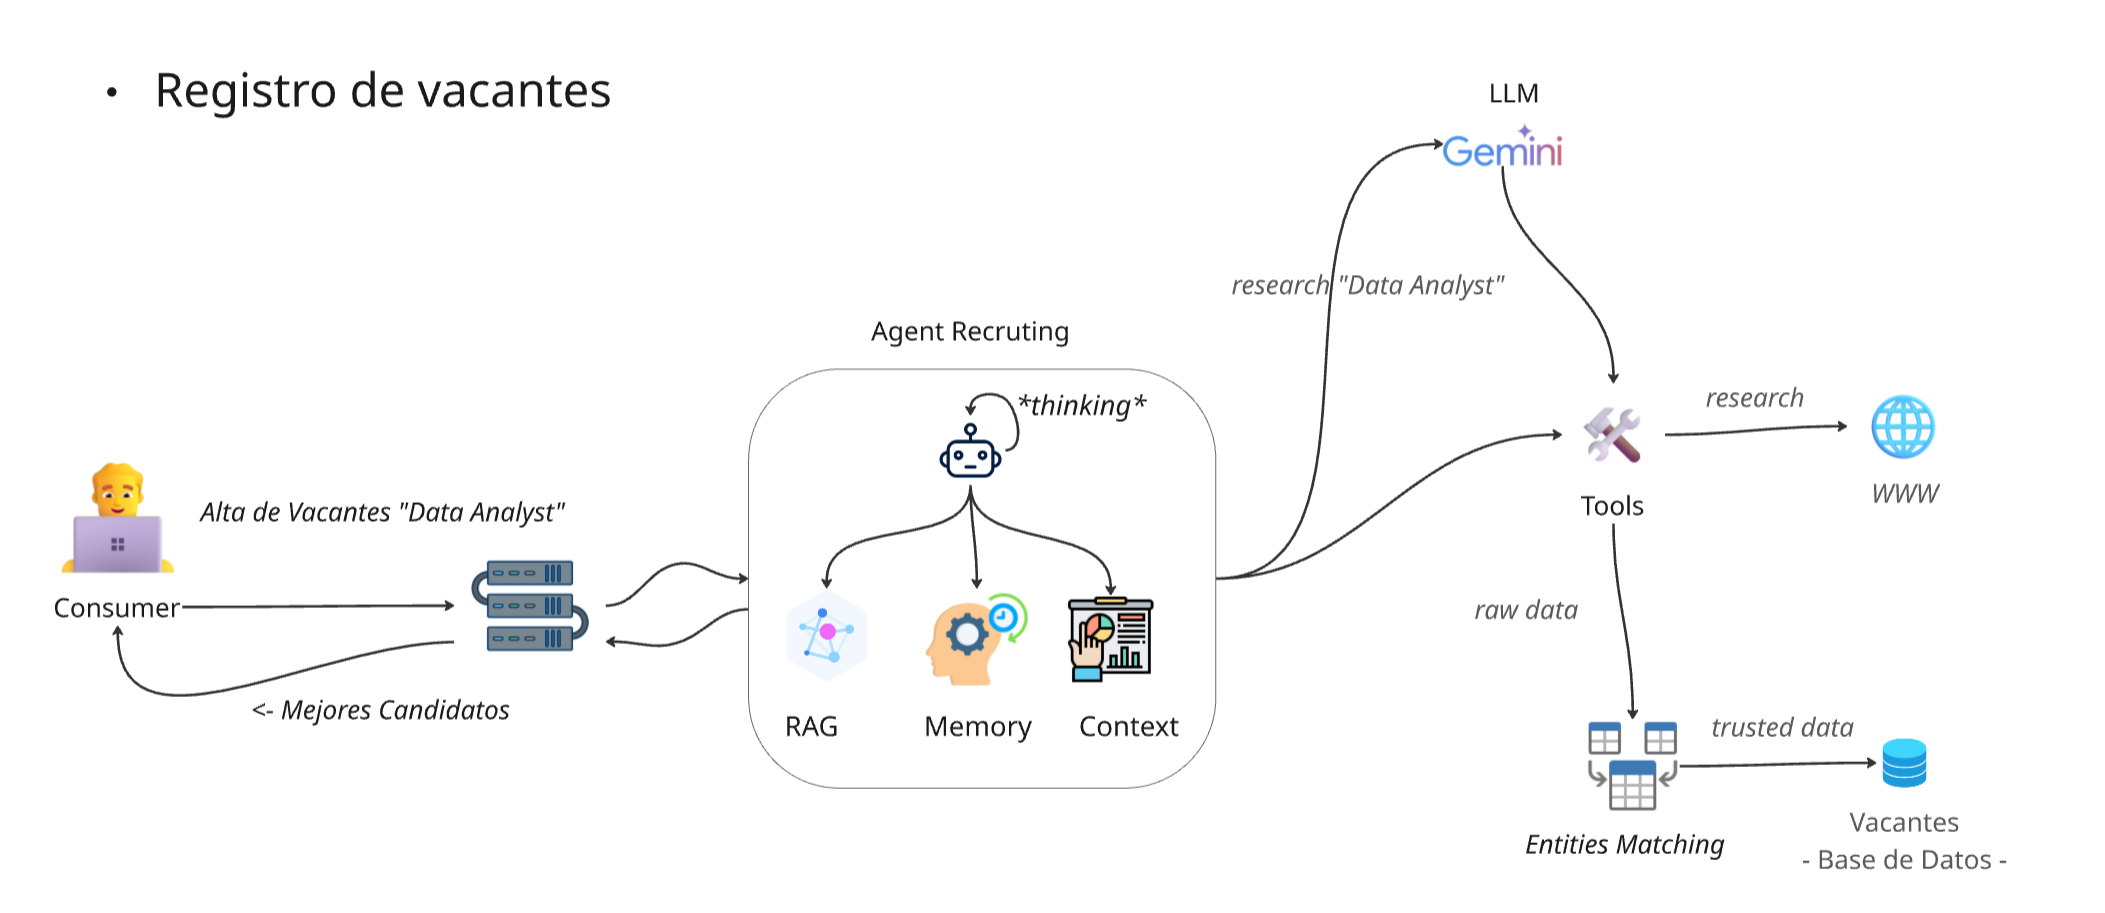 • Registro de vacantes
LLM
Gemini
research "Data Analyst"
Agent Recruting
*thinking*
research
WWW
Tools
Alta de Vacantes "Data Analyst"
Consumer
raw data
<- Mejores Candidatos
RAG
Memory
Context
trusted data
Entities Matching
Vacantes
- Base de Datos -